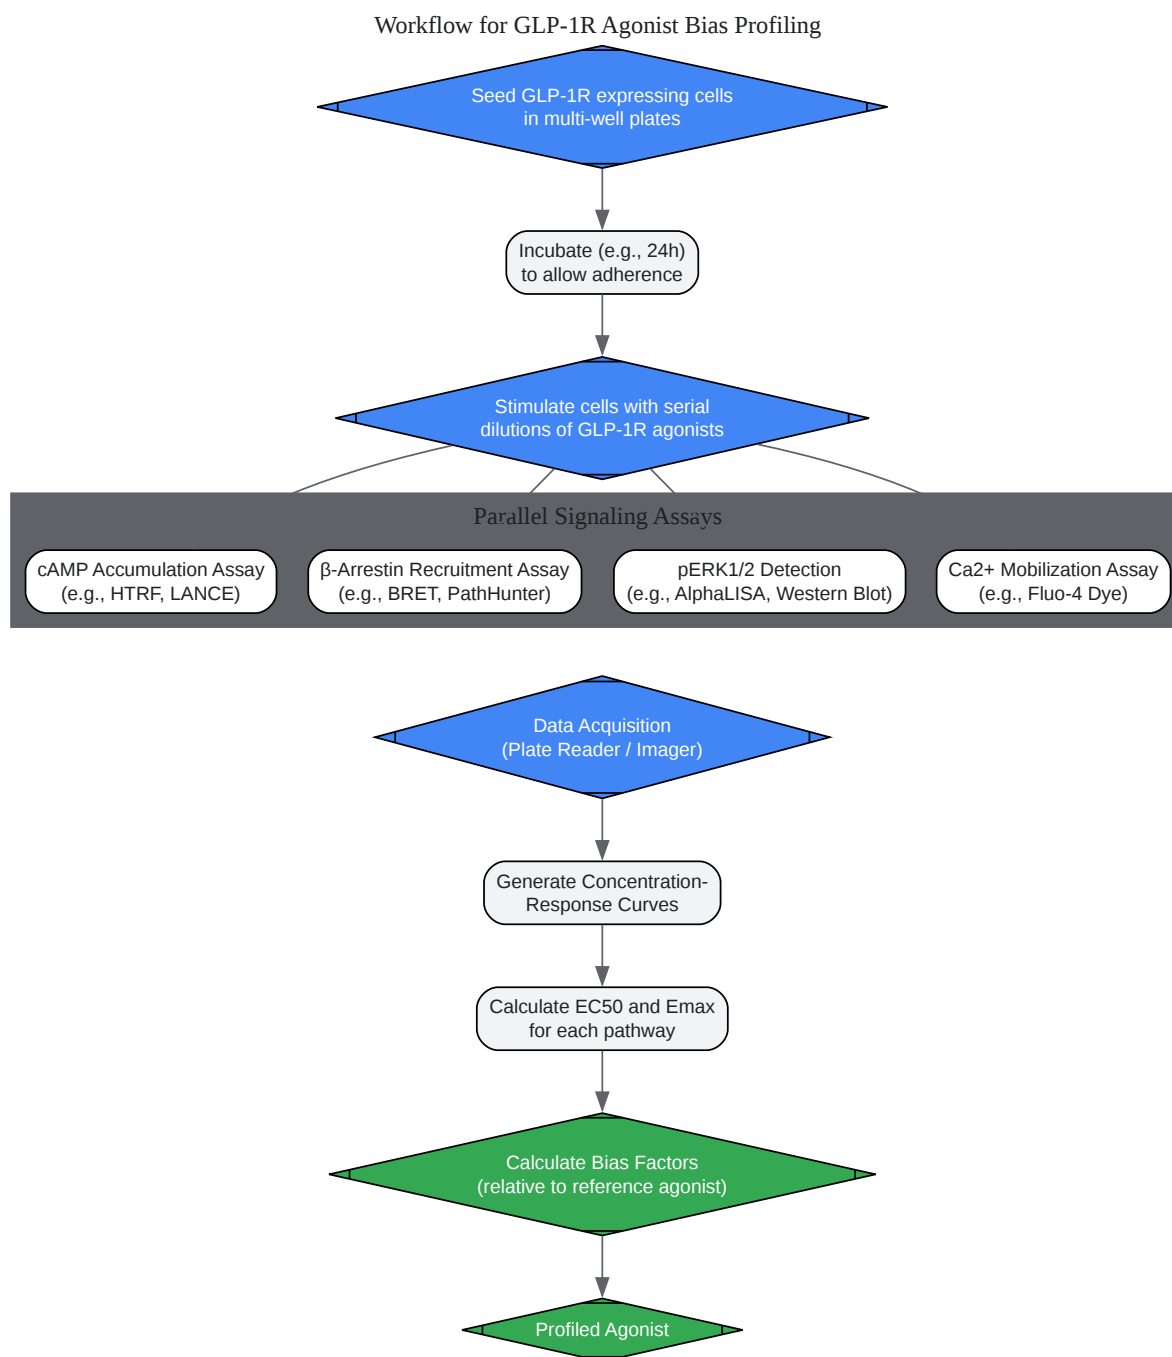 Workflow for GLP-1R Agonist Bias Profiling
Seed GLP-1R expressing cells
in multi-well plates
Incubate (e.g., 24h)
to allow adherence
Stimulate cells with serial
dilutions of GLP-1R agonists
Parallel Signaling Assays
cAMP Accumulation Assay
(e.g., HTRF, LANCE)
β-Arrestin Recruitment Assay
(e.g., BRET, PathHunter)
pERK1/2 Detection
(e.g., AlphaLISA, Western Blot)
Ca2+ Mobilization Assay
(e.g., Fluo-4 Dye)
Data Acquisition
(Plate Reader / Imager)
Generate Concentration-
Response Curves
Calculate EC50 and Emax
for each pathway
Calculate Bias Factors
(relative to reference agonist)
Profiled Agonist